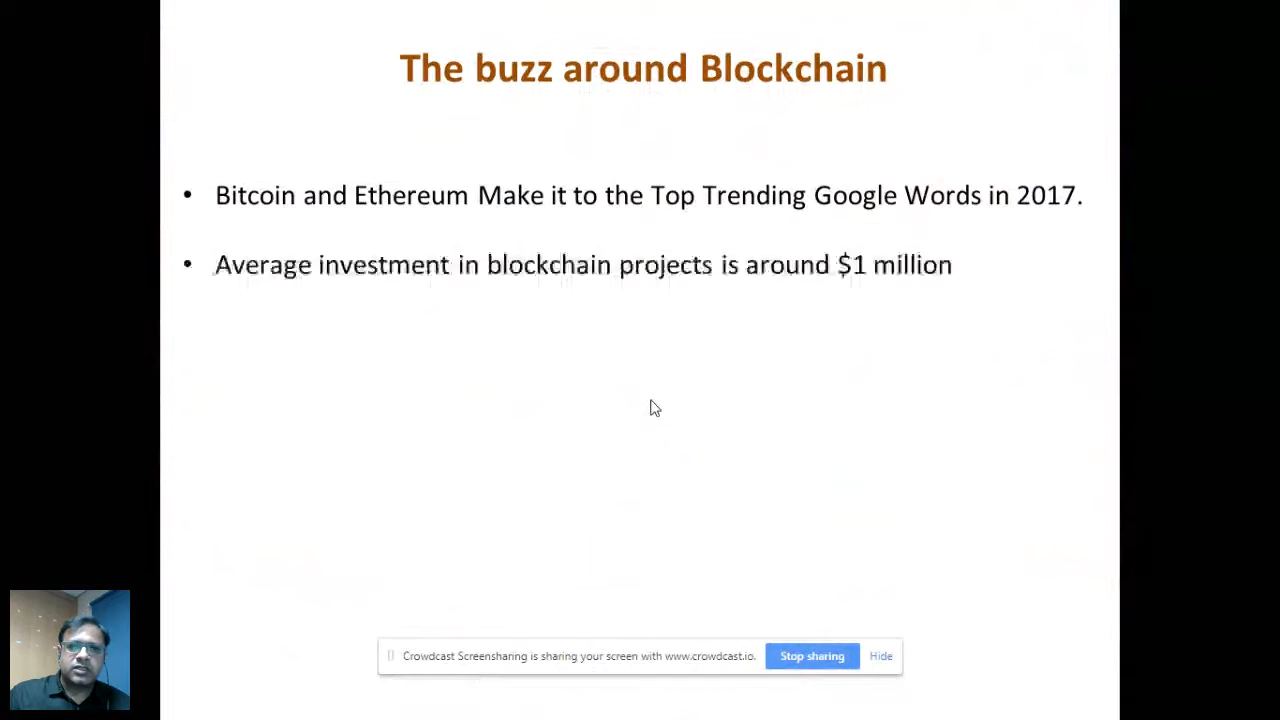 The buzz around Blockchain
• Bitcoin and Ethereum Make it to the Top Trending Google Words in 2017.
• Average investment in blockchain projects is around $1 million
Crowdcast Screensharing is sharing your screen with www.crowdcast.io. Stop sharing Hide